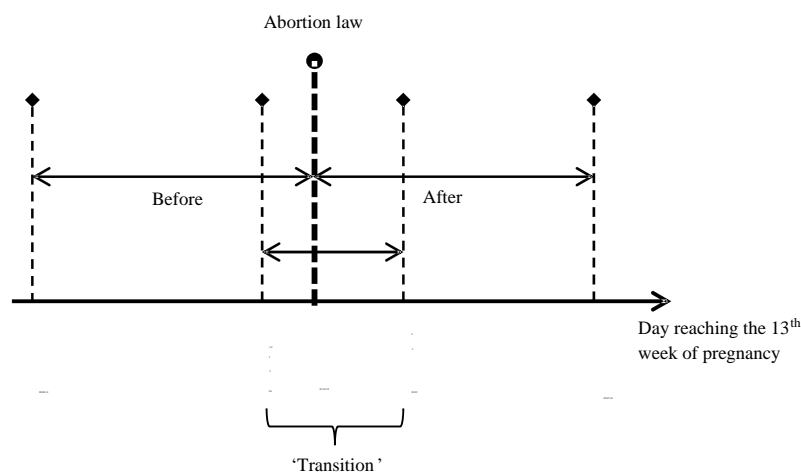 Abortion law
Before
After
Day reaching the 13th
week of pregnancy
‘Transition’